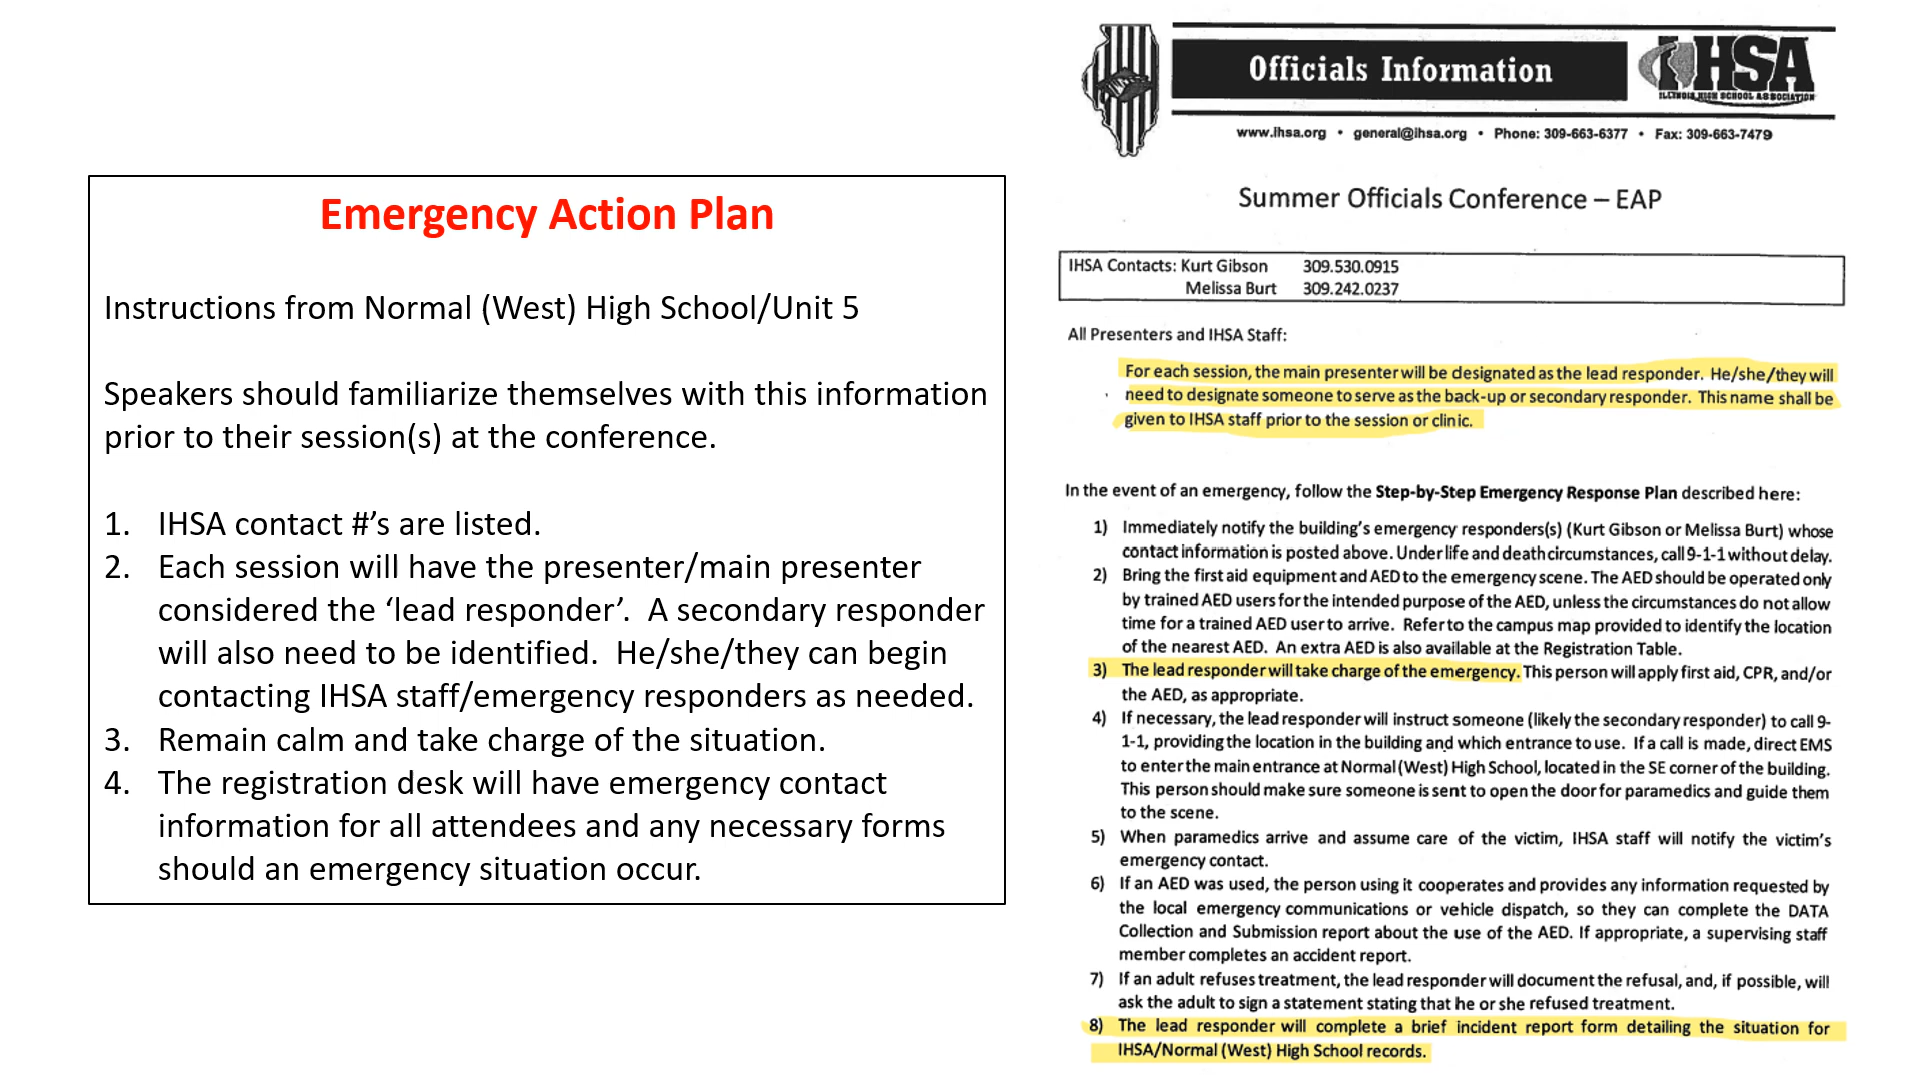 Emergency Action Plan
Instructions from Normal (West) High School/Unit 5
Speakers should familiarize themselves with this information
prior to their session(s) at the conference.
1. IHSA contact #’s are listed.
2. Each session will have the presenter/main presenter
considered the ‘lead responder’.  A secondary responder
will also need to be identified.  He/she/they can begin
contacting IHSA staff/emergency responders as needed.
3. Remain calm and take charge of the situation.
4. The registration desk will have emergency contact
information for all attendees and any necessary forms
should an emergency situation occur.
Officials Information
IHSA
ILLINOIS HIGH SCHOOL ASSOCIATION
www.ihsa.org • general@ihsa.org • Phone: 309-663-6377 • Fax: 309-663-7479
Summer Officials Conference – EAP
IHSA Contacts: Kurt Gibson 309.530.0915
Melissa Burt 309.242.0237
All Presenters and IHSA Staff:
For each session, the main presenter will be designated as the lead responder. He/she/they will
need to designate someone to serve as the back-up or secondary responder. This name shall be
given to IHSA staff prior to the session or clinic.
In the event of an emergency, follow the Step-by-Step Emergency Response Plan described here:
1) Immediately notify the building’s emergency responders(s) (Kurt Gibson or Melissa Burt) whose
contact information is posted above. Under life and death circumstances, call 9-1-1 without delay.
2) Bring the first aid equipment and AED to the emergency scene. The AED should be operated only
by trained AED users for the intended purpose of the AED, unless the circumstances do not allow
time for a trained AED user to arrive. Refer to the campus map provided to identify the location
of the nearest AED. An extra AED is also available at the Registration Table.
3) The lead responder will take charge of the emergency. This person will apply first aid, CPR, and/or
the AED, as appropriate.
4) If necessary, the lead responder will instruct someone (likely the secondary responder) to call 9-
1-1, providing the location in the building and which entrance to use. If a call is made, direct EMS
to enter the main entrance at Normal (West) High School, located in the SE corner of the building.
This person should make sure someone is sent to open the door for paramedics and guide them
to the scene.
5) When paramedics arrive and assume care of the victim, IHSA staff will notify the victim’s
emergency contact.
6) If an AED was used, the person using it cooperates and provides any information requested by
the local emergency communications or vehicle dispatch, so they can complete the DATA
Collection and Submission report about the use of the AED. If appropriate, a supervising staff
member completes an accident report.
7) If an adult refuses treatment, the lead responder will document the refusal, and, if possible, will
ask the adult to sign a statement stating that he or she refused treatment.
8) The lead responder will complete a brief incident report form detailing the situation for
IHSA/Normal (West) High School records.